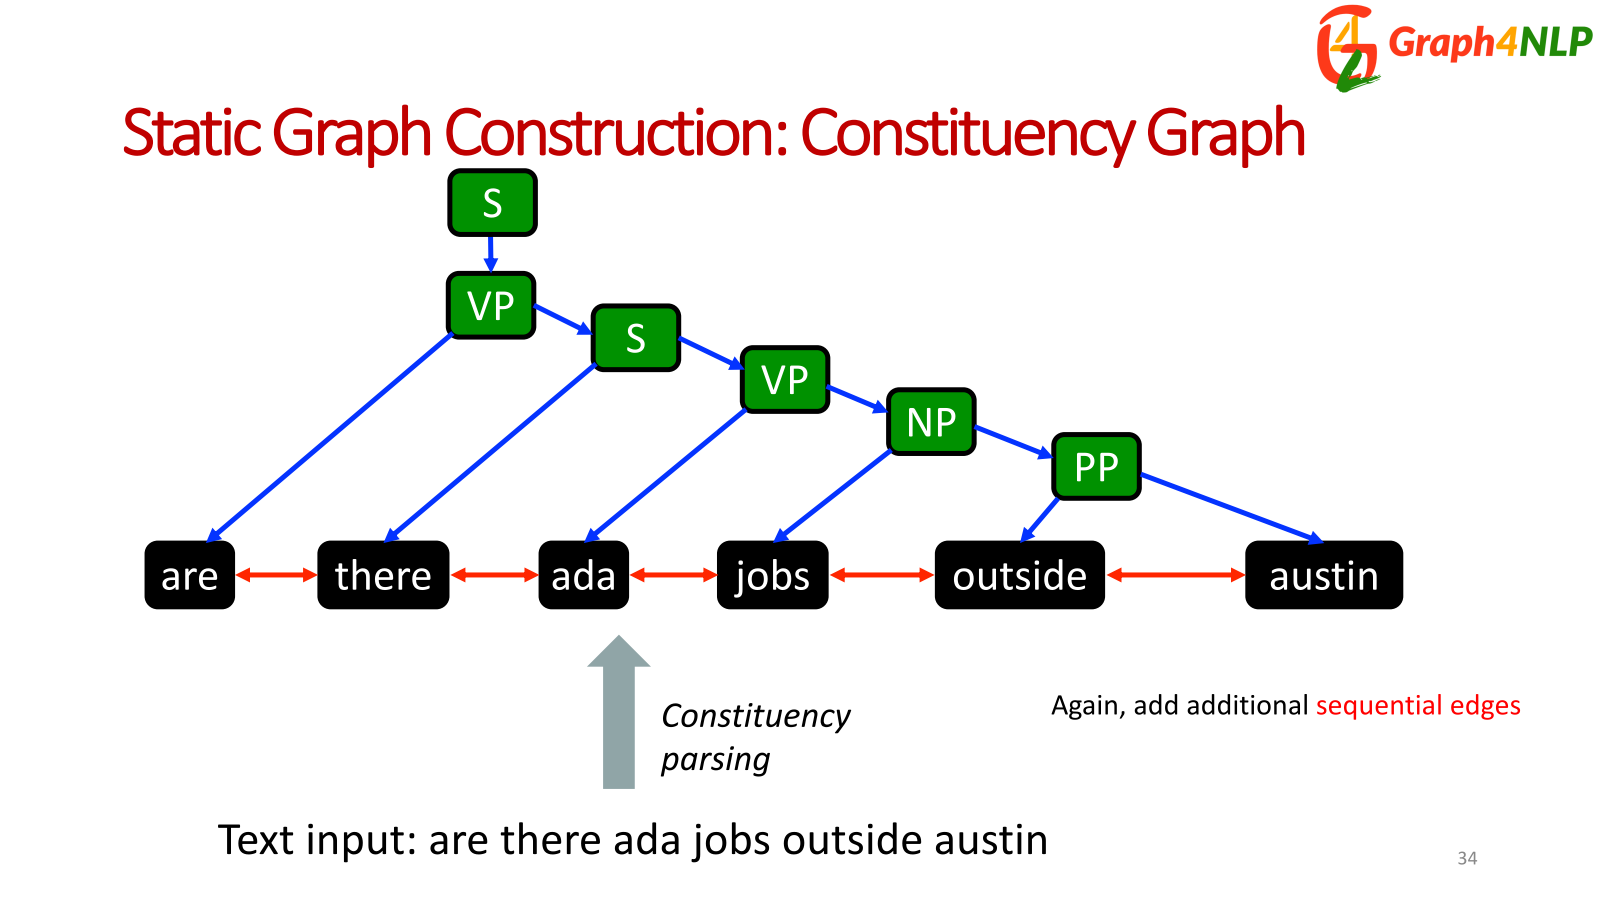 Graph4NLP
Static Graph Construction: Constituency Graph
S
VP
S
VP
NP
PP
are there ada jobs outside austin
Constituency
parsing
Again, add additional sequential edges
Text input: are there ada jobs outside austin
34